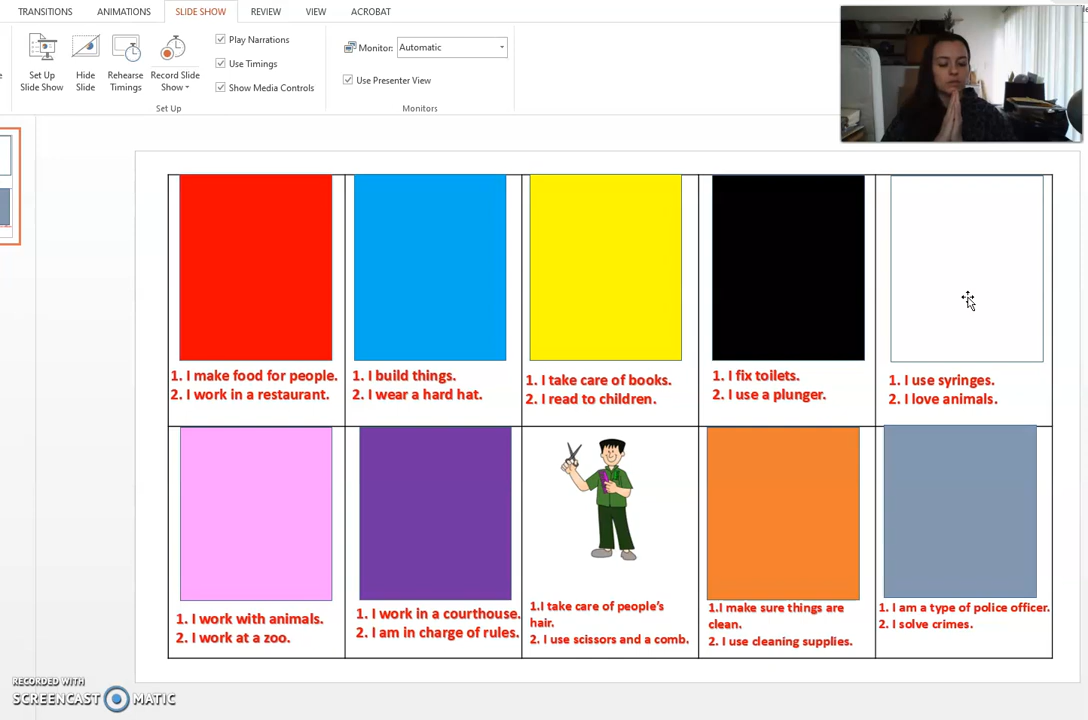 TRANSITIONS ANIMATIONS SLIDE SHOW REVIEW VIEW ACROBAT
Set Up
Slide Show
Hide
Slide
Rehearse
Timings
Record Slide
Show
Play Narrations
Use Timings
Show Media Controls
Set Up
Monitor: Automatic
Use Presenter View
Monitors
1. I make food for people.
2. I work in a restaurant.
1. I build things.
2. I wear a hard hat.
1. I take care of books.
2. I read to children.
1. I fix toilets.
2. I use a plunger.
1. I use syringes.
2. I love animals.
1. I work with animals.
2. I work at a zoo.
1. I work in a courthouse.
2. I am in charge of rules.
1.I take care of people's
hair.
2. I use scissors and a comb.
1.I make sure things are
clean.
2. I use cleaning supplies.
1. I am a type of police officer.
2. I solve crimes.
RECORDED WITH
SCREENCAST MATIC